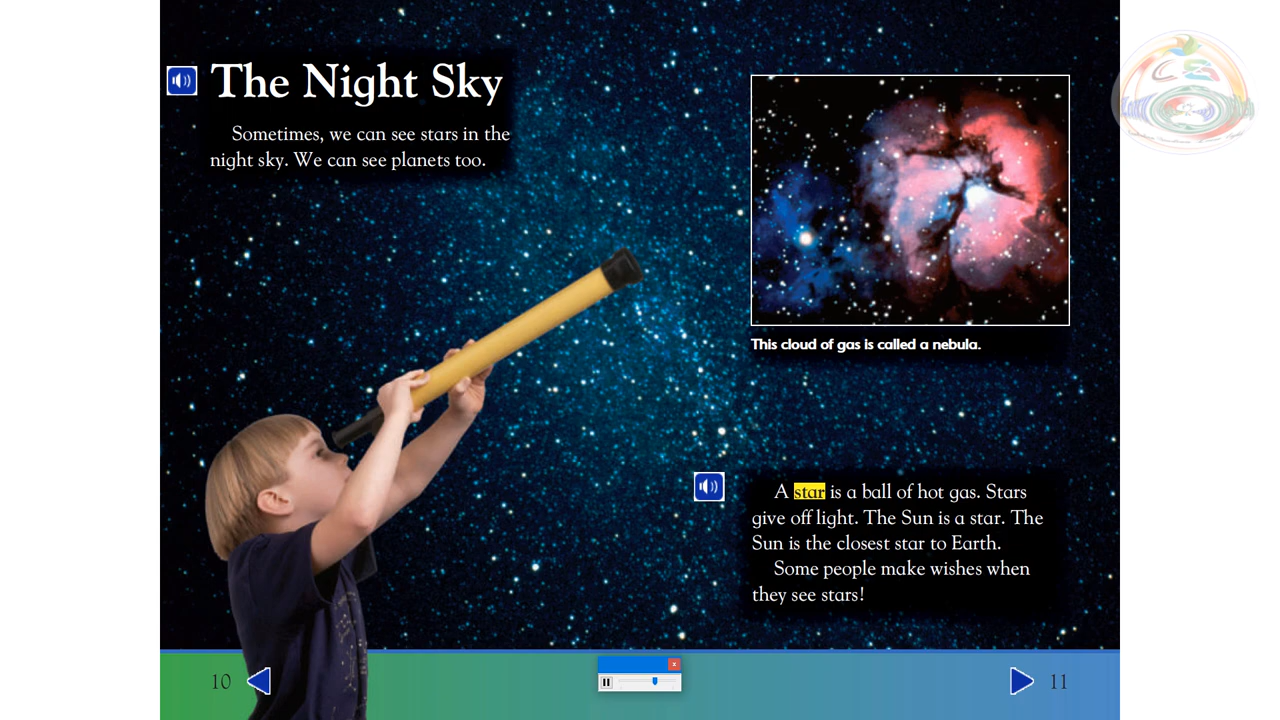 The Night Sky
Sometimes, we can see stars in the
night sky. We can see planets too.
This cloud of gas is called a nebula.
A star is a ball of hot gas. Stars
give off light. The Sun is a star. The
Sun is the closest star to Earth.
Some people make wishes when
they see stars!
10
11